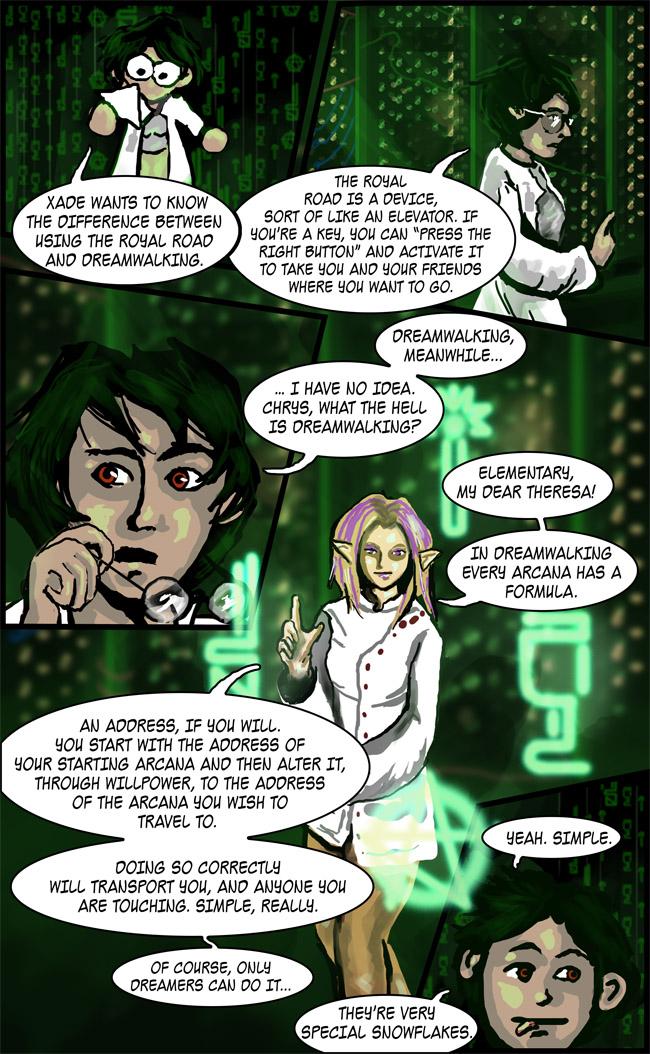 XADE WANTS TO KNOW
THE DIFFERENCE BETWEEN
USING THE ROYAL ROAD
AND DREAMWALKING.
THE ROYAL
ROAD IS A DEVICE,
SORT OF LIKE AN ELEVATOR. IF
YOU'RE A KEY, YOU CAN "PRESS THE
RIGHT BUTTON" AND ACTIVATE IT
TO TAKE YOU AND YOUR FRIENDS
WHERE YOU WANT TO GO.
DREAMWALKING,
MEANWHILE...
... I HAVE NO IDEA.
CHRYS, WHAT THE HELL
IS DREAMWALKING?
ELEMENTARY,
MY DEAR THERESA!
IN DREAMWALKING
EVERY ARCANA HAS A
FORMULA.
AN ADDRESS, IF YOU WILL.
YOU START WITH THE ADDRESS OF
YOUR STARTING ARCANA AND THEN ALTER IT,
THROUGH WILLPOWER, TO THE ADDRESS
OF THE ARCANA YOU WISH TO
TRAVEL TO.
DOING SO CORRECTLY
WILL TRANSPORT YOU, AND ANYONE YOU
ARE TOUCHING. SIMPLE, REALLY.
OF COURSE, ONLY
DREAMERS CAN DO IT...
YEAH. SIMPLE.
THEY'RE VERY
SPECIAL SNOWFLAKES.